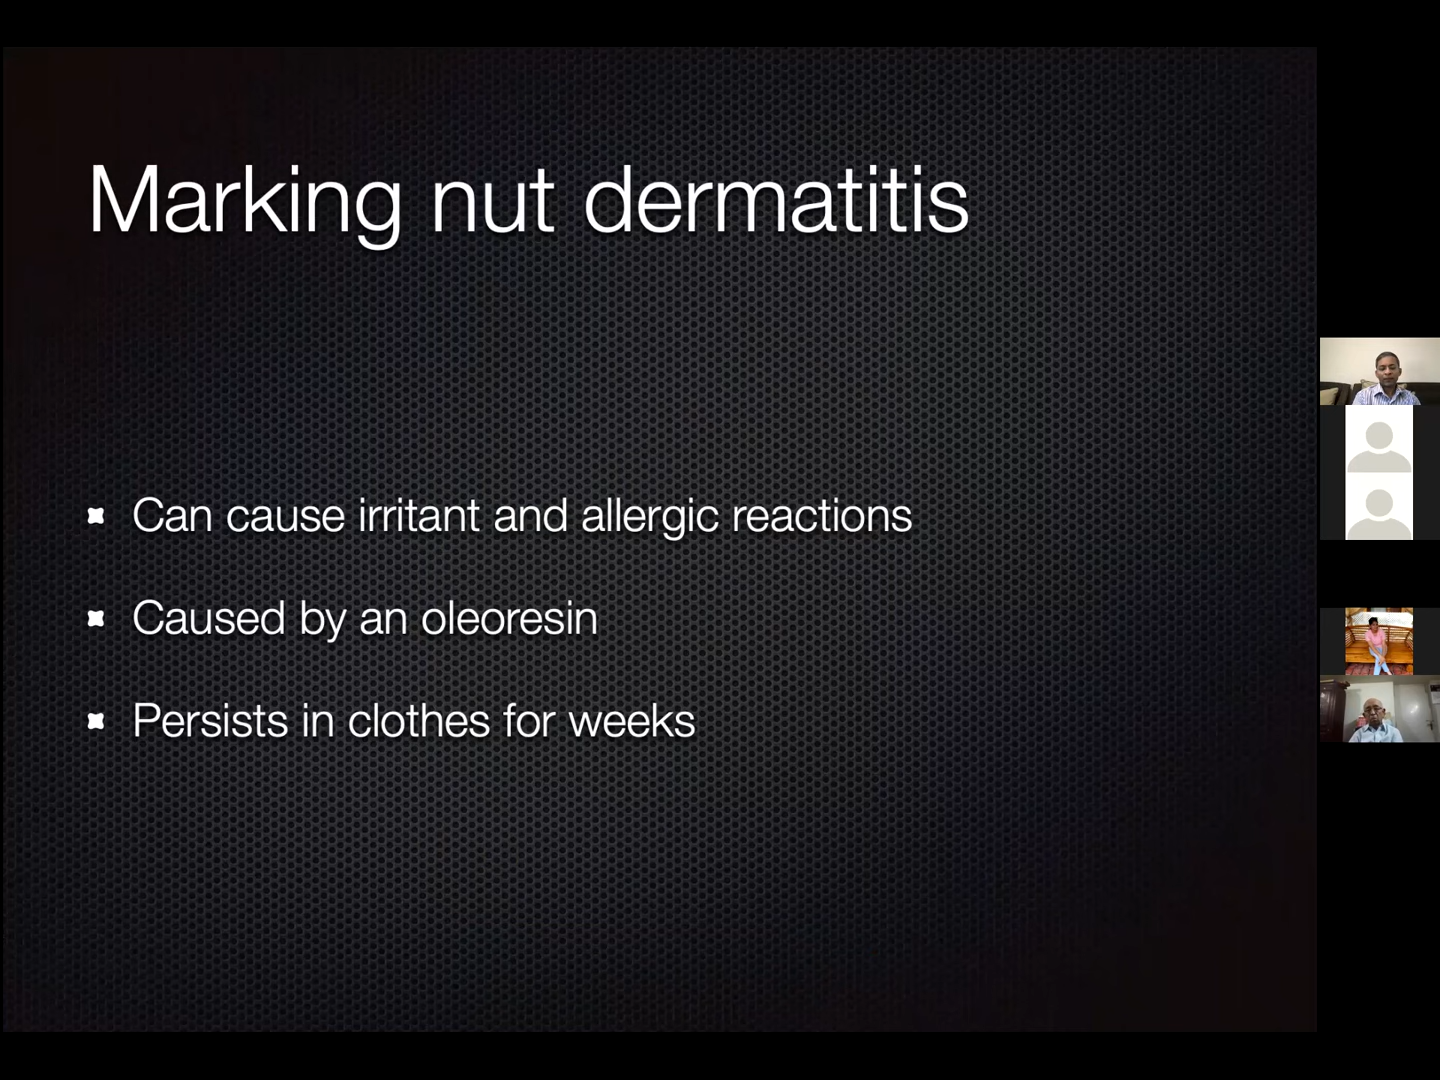 Marking nut dermatitis
Can cause irritant and allergic reactions
Caused by an oleoresin
Persists in clothes for weeks